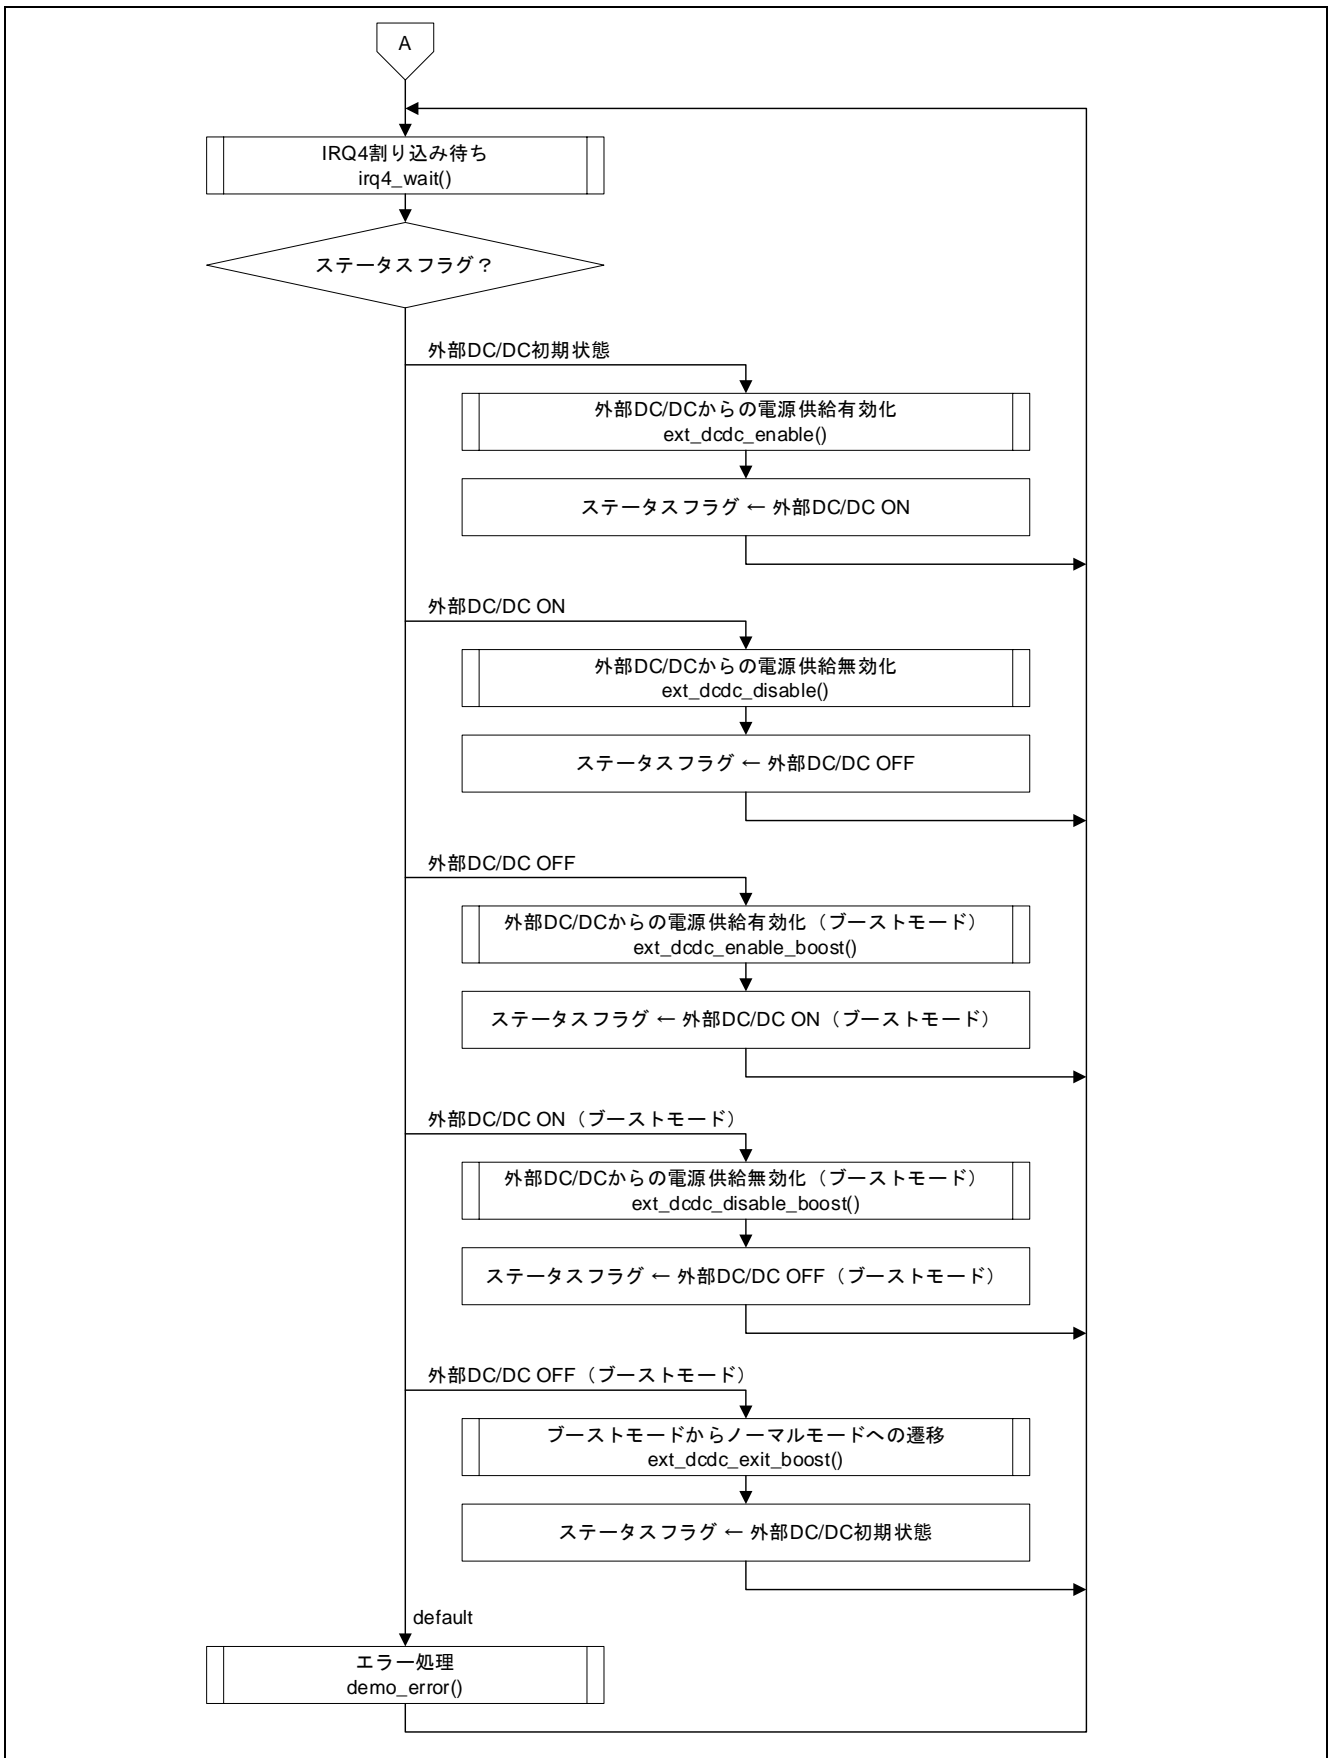 A
IRQ4割り込み待ち
irq4_wait()
ステータスフラグ？
外部DC/DC初期状態
外部DC/DCからの電源供給有効化
ext_dcdc_enable()
ステータスフラグ ← 外部DC/DC ON
外部DC/DC ON
外部DC/DCからの電源供給無効化
ext_dcdc_disable()
ステータスフラグ ← 外部DC/DC OFF
外部DC/DC OFF
外部DC/DCからの電源供給有効化（ブーストモード）
ext_dcdc_enable_boost()
ステータスフラグ ← 外部DC/DC ON（ブーストモード）
外部DC/DC ON（ブーストモード）
外部DC/DCからの電源供給無効化（ブーストモード）
ext_dcdc_disable_boost()
ステータスフラグ ← 外部DC/DC OFF（ブーストモード）
外部DC/DC OFF（ブーストモード）
ブーストモードからノーマルモードへの遷移
ext_dcdc_exit_boost()
ステータスフラグ ← 外部DC/DC初期状態
default
エラー処理
demo_error()